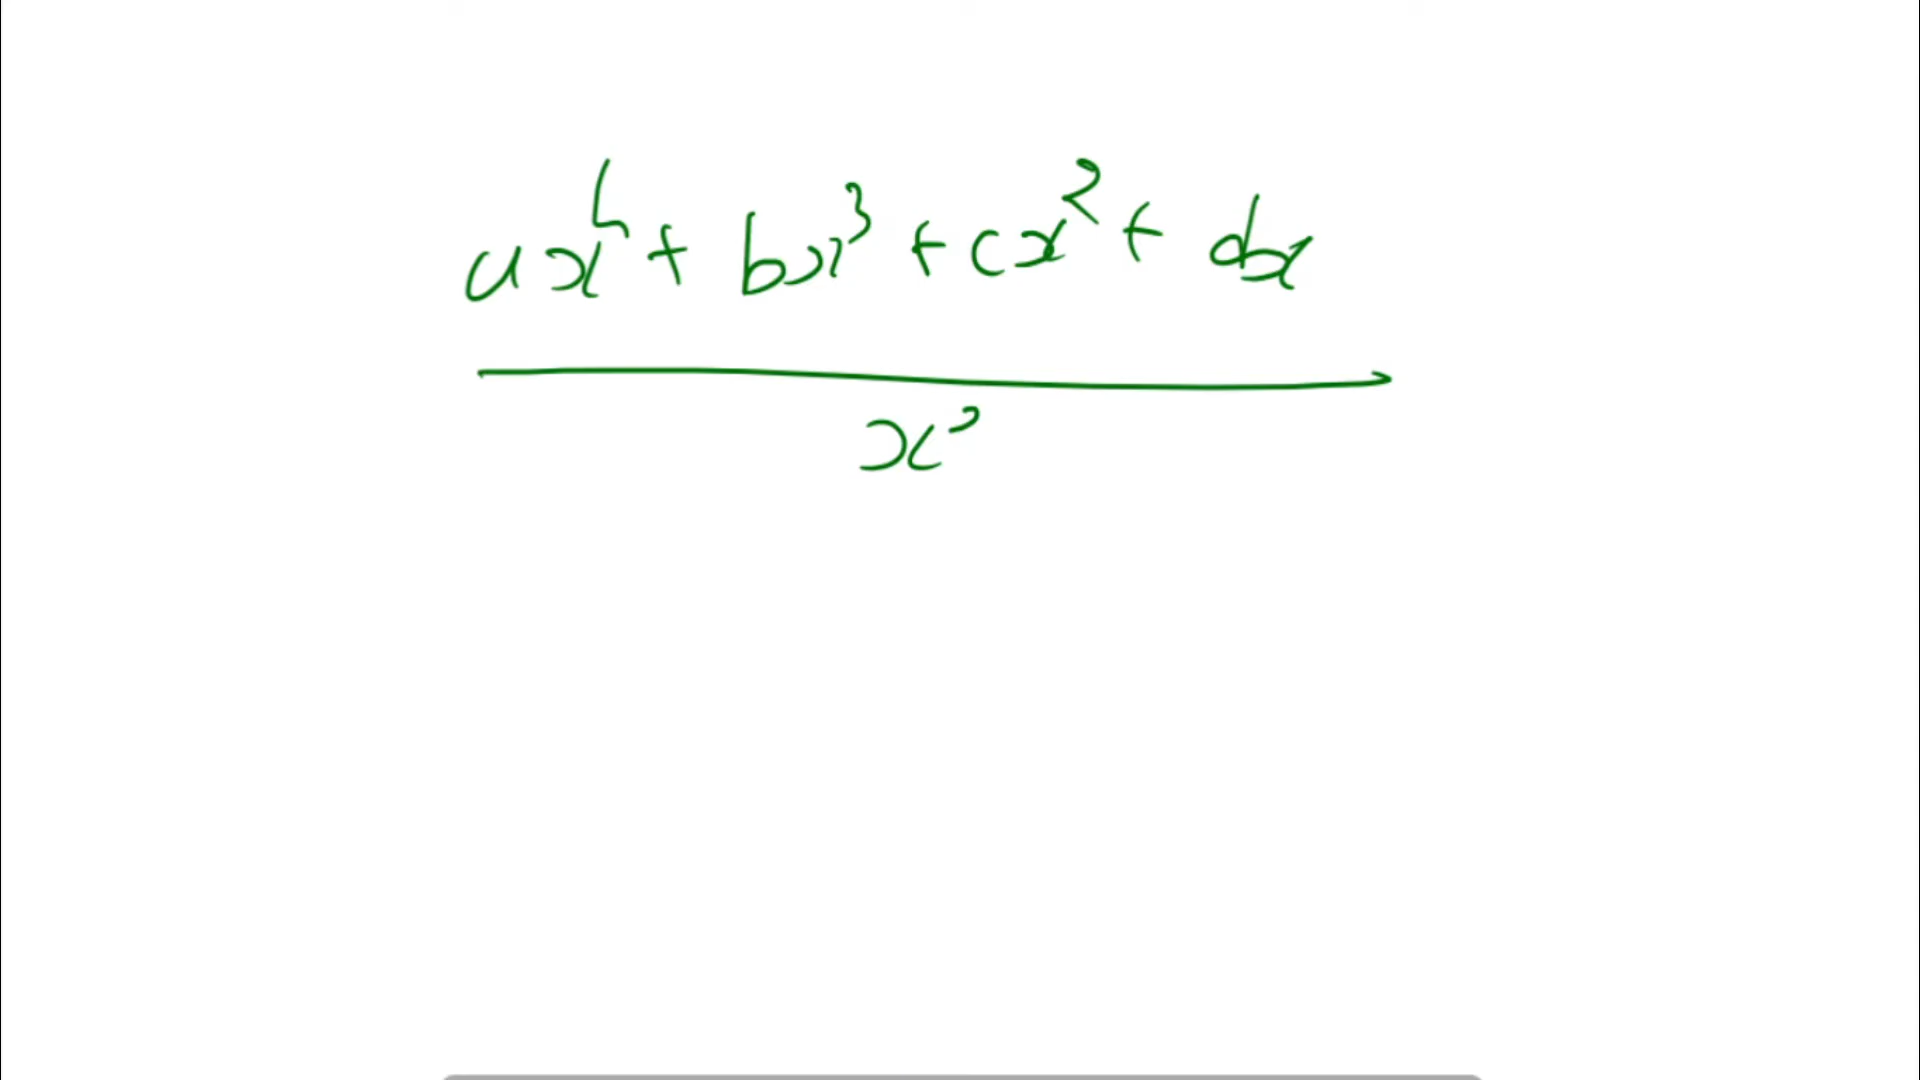 ax⁴ + bx³ + cx² + dx
x²